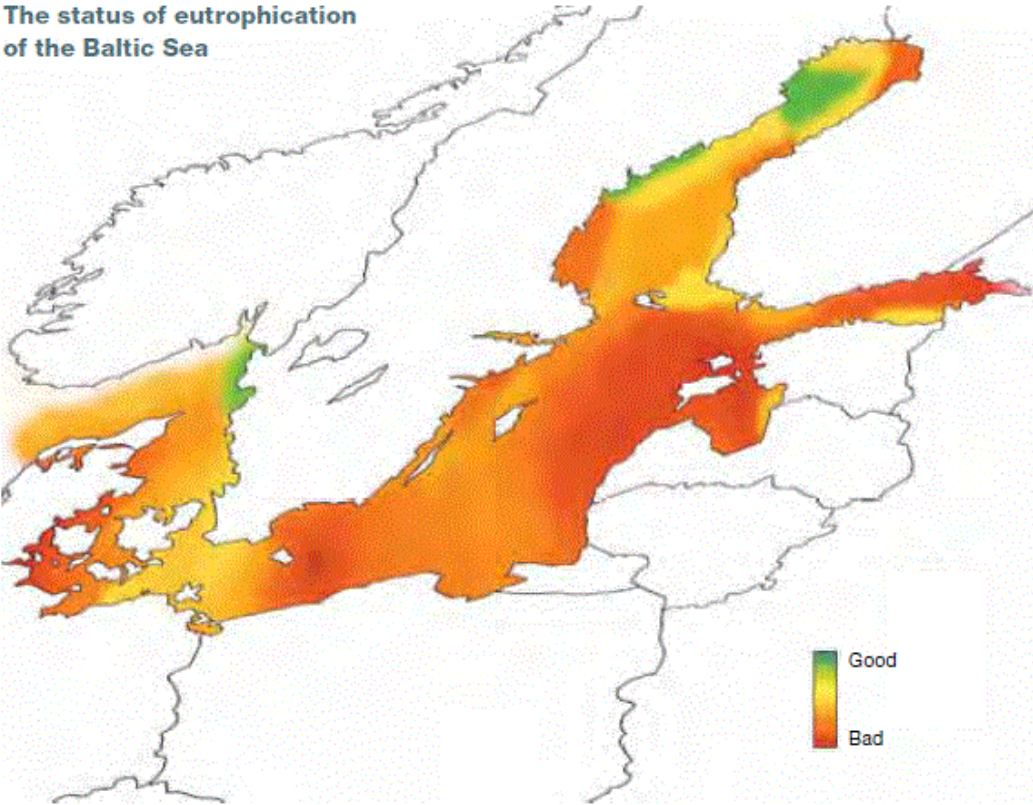 The status of eutrophication
of the Baltic Sea
Good
Bad